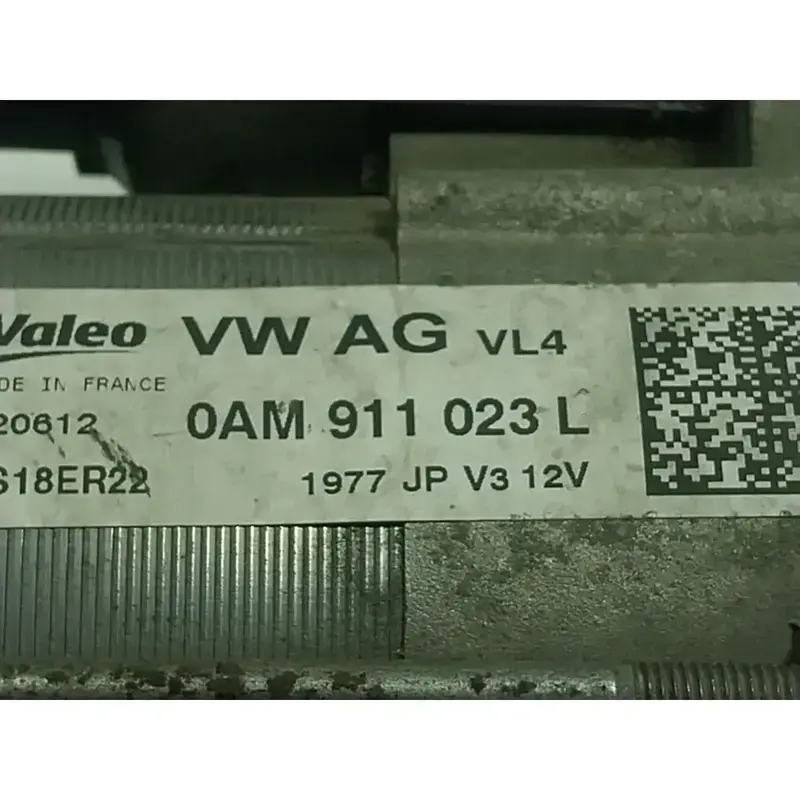 Valeo VW AG VL4
DE IN FRANCE
20612 0AM 911 023 L
S18ER22 1977 JP V3 12V